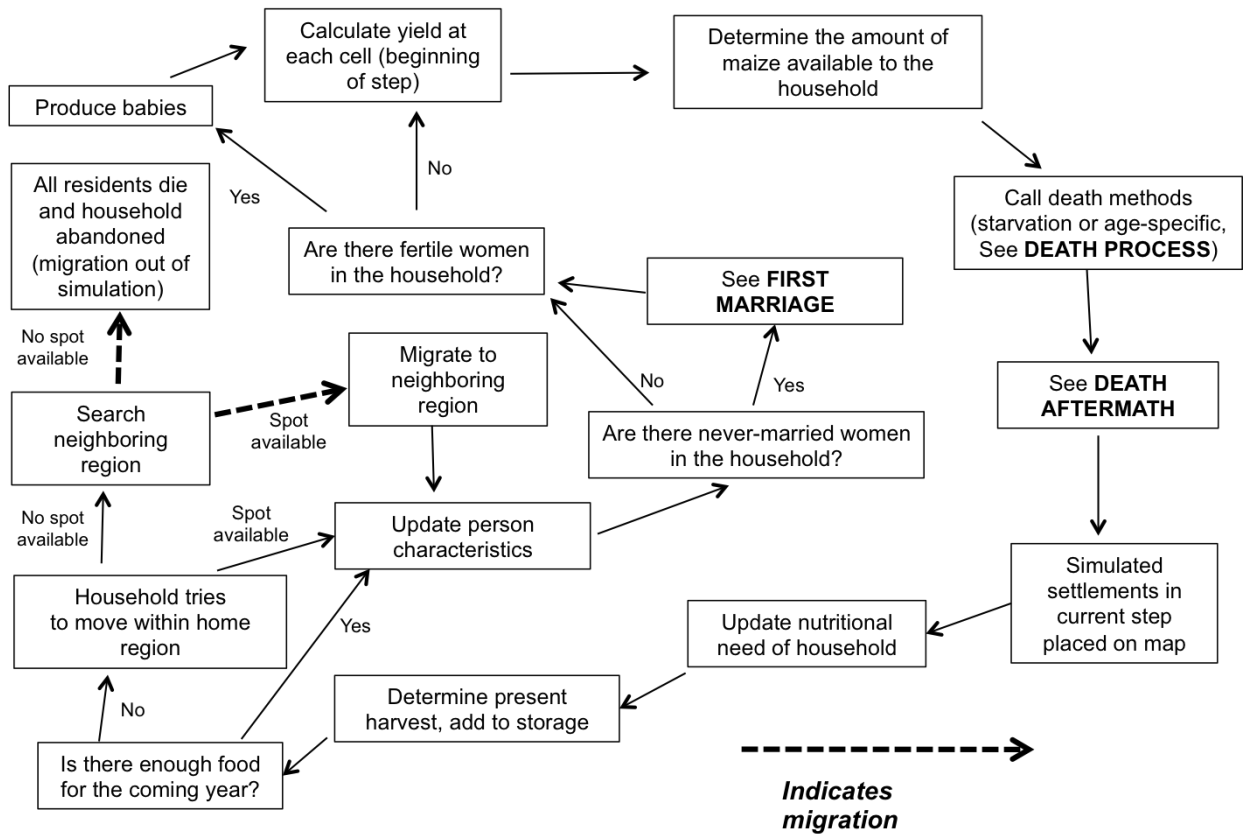 Calculate yield at
each cell (beginning
of step)
Determine the amount of
maize available to the
household
Produce babies
All residents die
and household
abandoned
(migration out of
simulation)
Yes
No
Call death methods
(starvation or age-specific,
See DEATH PROCESS)
Are there fertile women
in the household?
See FIRST
MARRIAGE
No spot
available
Migrate to
neighboring
region
No
Yes
See DEATH
AFTERMATH
Search
neighboring
region
Spot
available
Are there never-married women
in the household?
No spot
available
Spot
available
Update person
characteristics
Simulated
settlements in
current step
placed on map
Household tries
to move within home
region
Yes
Update nutritional
need of household
No
Determine present
harvest, add to storage
Is there enough food
for the coming year?
Indicates
migration